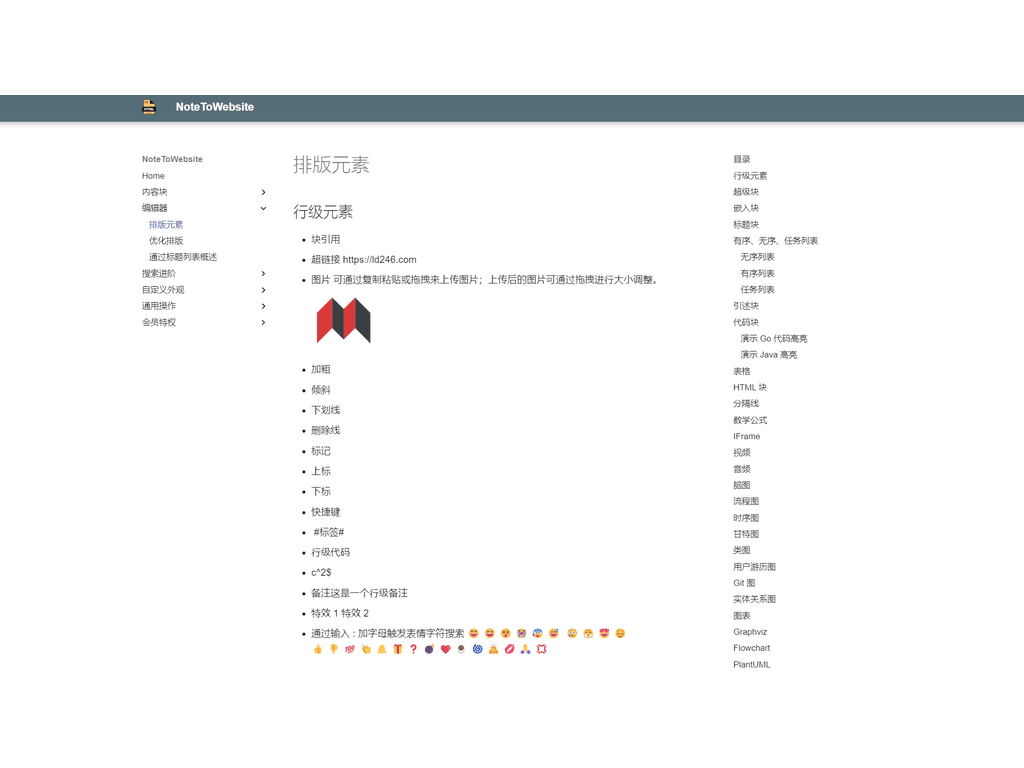 HTML
NoteToWebsite
NoteToWebsite
Home
内容块
编辑器
排版元素
优化排版
通过标题列表概述
搜索进阶
自定义外观
通用操作
会员特权
排版元素
行级元素
块引用
超链接 https://ld246.com
图片 可通过复制粘贴或拖拽来上传图片；上传后的图片可通过拖拽进行大小调整。
加粗
倾斜
下划线
删除线
标记
上标
下标
快捷键
#标签#
行级代码
c^2$
备注这是一个行级备注
特效 1 特效 2
通过输入 : 加字母触发表情字符搜索 😄 😆 😍 😭 😰 😅 😳 😤 🥰 😌
👍 👎 💯 👏 🔔 🎁 ❓ 💣 ❤️ ☕ 🌀 🙇 💋 🙏 💢
目录
行级元素
超级块
嵌入块
标题块
有序、无序、任务列表
无序列表
有序列表
任务列表
引述块
代码块
演示 Go 代码高亮
演示 Java 高亮
表格
HTML 块
分隔线
数学公式
IFrame
视频
音频
脑图
流程图
时序图
甘特图
类图
用户游历图
Git 图
实体关系图
图表
Graphviz
Flowchart
PlantUML